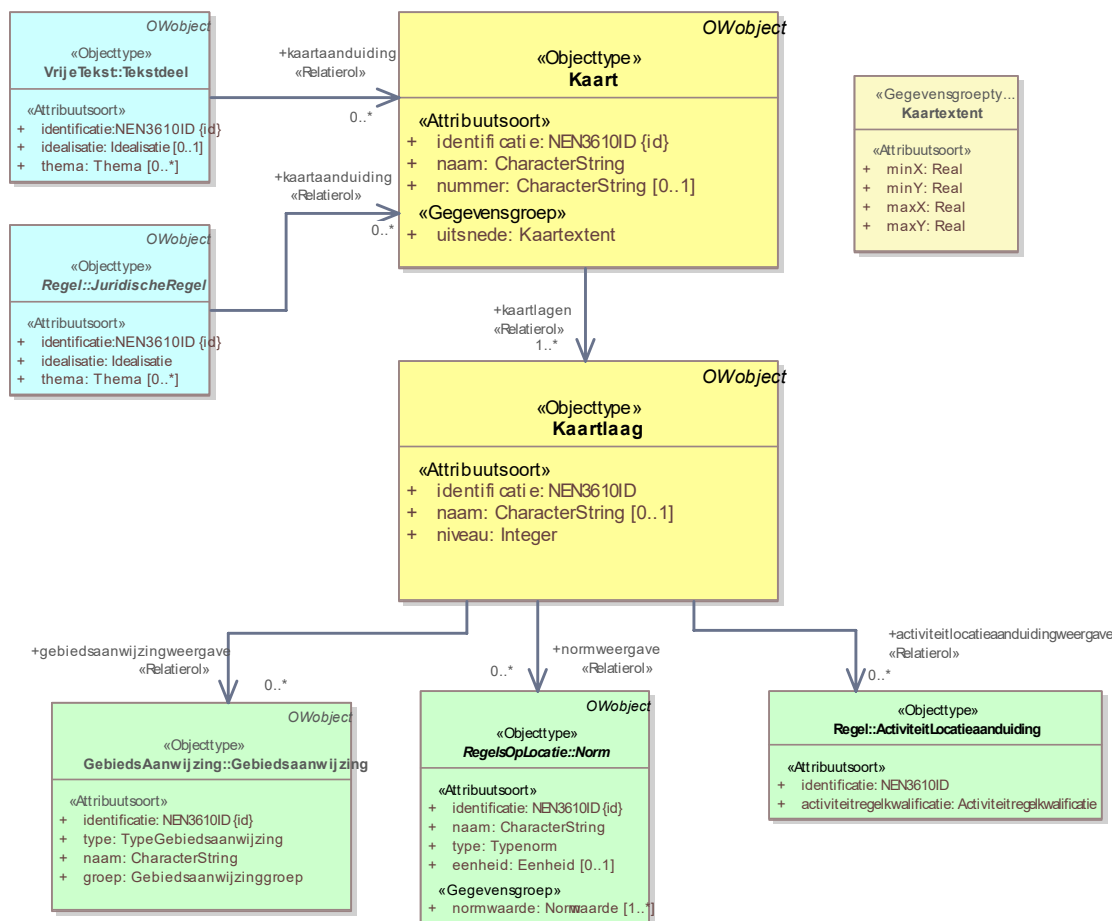 OWobject
«Objecttype»
VrijeTekst::Tekstdeel
«Attribuutsoort»
+ identificatie:NEN3610ID {id}
+ idealisatie: Idealisatie [0..1]
+ thema: Thema [0..*]
+kaartaanduiding
«Relatierol»
0..*
OWobject
«Objecttype»
Kaart
«Attribuutsoort»
+ identificatie: NEN3610ID {id}
+ naam: CharacterString
+ nummer: CharacterString [0..1]
«Gegevensgroep»
+ uitsnede: Kaartextent
«Gegevensgroepty...
Kaartextent
«Attribuutsoort»
+ minX: Real
+ minY: Real
+ maxX: Real
+ maxY: Real
+kaartaanduiding
«Relatierol»
0..*
OWobject
«Objecttype»
Regel::JuridischeRegel
«Attribuutsoort»
+ identificatie:NEN3610ID {id}
+ idealisatie: Idealisatie
+ thema: Thema [0..*]
+kaartlagen
«Relatierol»
1..*
OWobject
«Objecttype»
Kaartlaag
«Attribuutsoort»
+ identificatie: NEN3610ID
+ naam: CharacterString [0..1]
+ niveau: Integer
+gebiedsaanwijzingweergave
«Relatierol»
0..*
+normweergave
«Relatierol»
0..*
+activiteitlocatieaanduidingweergave
«Relatierol»
0..*
OWobject
«Objecttype»
GebiedsAanwijzing::Gebiedsaanwijzing
«Attribuutsoort»
+ identificatie: NEN3610ID {id}
+ type: TypeGebiedsaanwijzing
+ naam: CharacterString
+ groep: Gebiedsaanwijzinggroep
OWobject
«Objecttype»
RegelsOpLocatie::Norm
«Attribuutsoort»
+ identificatie: NEN3610ID {id}
+ naam: CharacterString
+ type: Typenorm
+ eenheid: Eenheid [0..1]
«Gegevensgroep»
+ normwaarde: Normwaarde [1..*]
«Objecttype»
Regel::ActiviteitLocatieaanduiding
«Attribuutsoort»
+ identificatie: NEN3610ID
+ activiteitregelkwalificatie: Activiteitregelkwalificatie